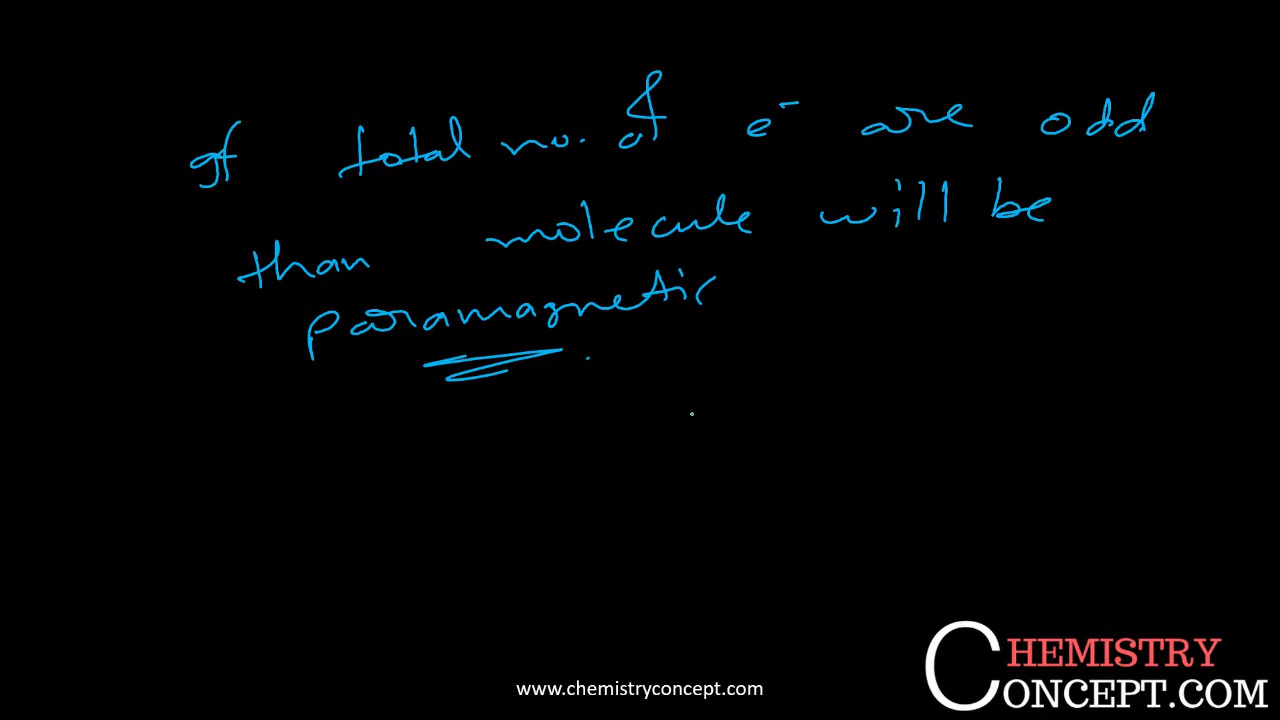 If total no. of e⁻ are odd
than molecule will be
paramagnetic.
www.chemistryconcept.com
CHEMISTRY
CONCEPT.COM